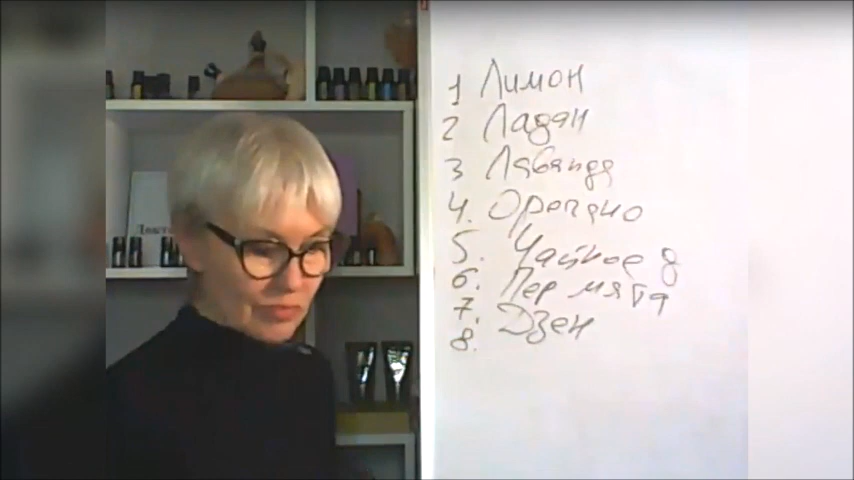 1 Лимон
2 Ладан
3 Лаванда
4. Орегано
5. Чайное д
6. Пер мята
7. Дзен
8.